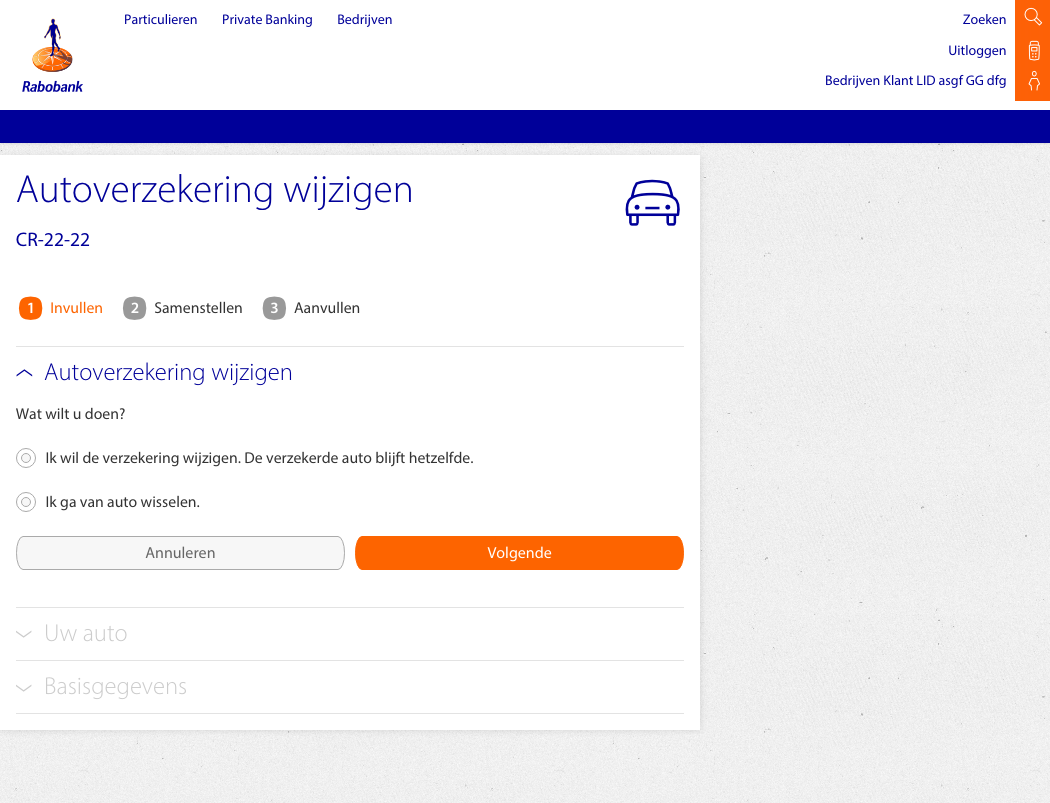 Particulieren Private Banking Bedrijven Zoeken
Uitloggen
Bedrijven Klant LID asgf GG dfg
Rabobank
Autoverzekering wijzigen
CR-22-22
1 Invullen 2 Samenstellen 3 Aanvullen
Autoverzekering wijzigen
Wat wilt u doen?
Ik wil de verzekering wijzigen. De verzekerde auto blijft hetzelfde.
Ik ga van auto wisselen.
Annuleren Volgende
Uw auto
Basisgegevens